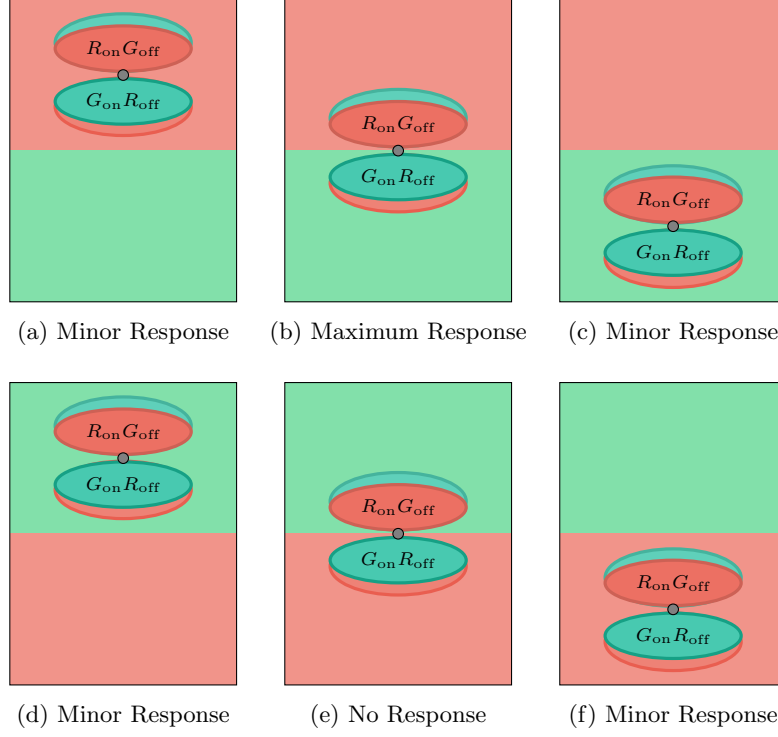 R_on G_off
G_on R_off
R_on G_off
G_on R_off
R_on G_off
G_on R_off
(a) Minor Response
(b) Maximum Response
(c) Minor Response
R_on G_off
G_on R_off
R_on G_off
G_on R_off
R_on G_off
G_on R_off
(d) Minor Response
(e) No Response
(f) Minor Response